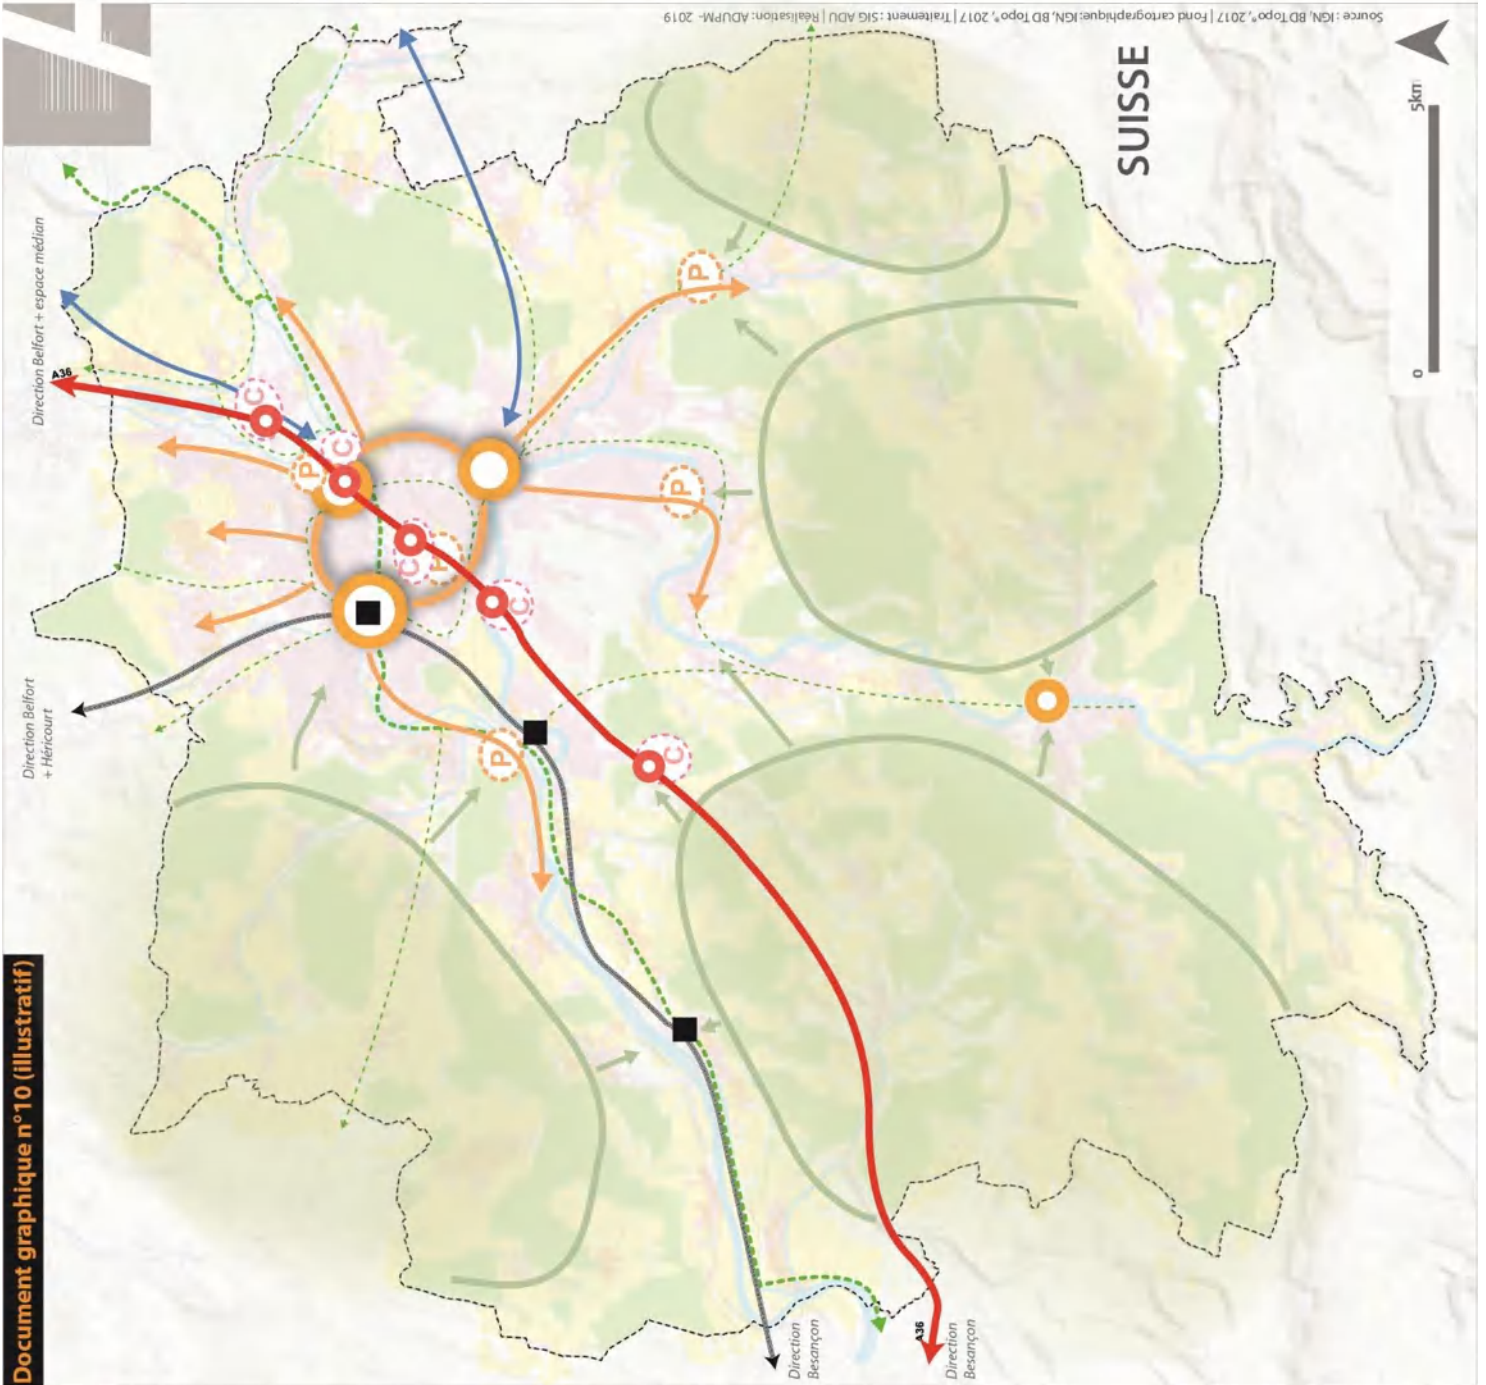 Document graphique n°10 (illustratif)
Source : IGN, BD Topo®, 2017 | Fond cartographique: IGN, BD Topo®, 2017 | Traitement : SIG ADU | Réalisation: ADUPM- 2019
SUISSE
5km
0
Direction Belfort + espace médian
A36
Direction Belfort
+ Héricourt
C
C
P
C
P
C
P
P
P
C
Direction
Besançon
A36
Direction
Besançon